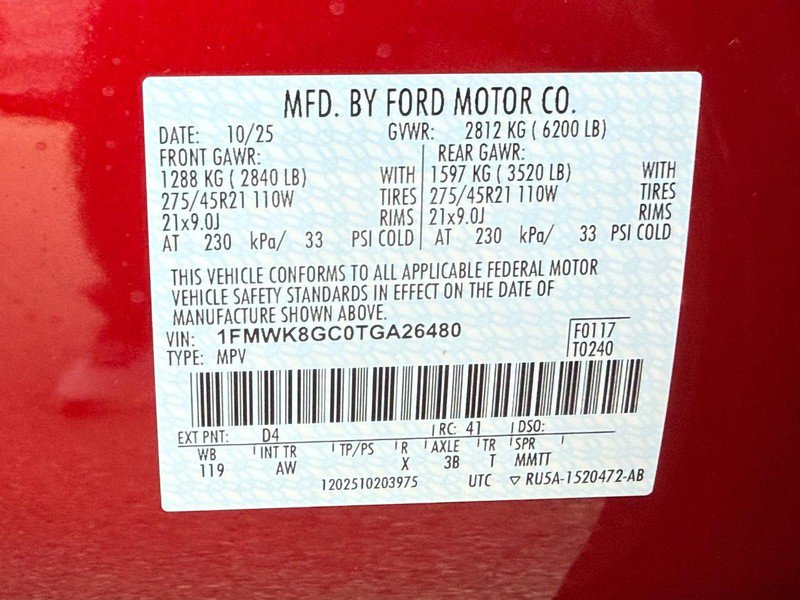 MFD. BY FORD MOTOR CO.
DATE: 10/25 GVWR: 2812 KG ( 6200 LB)
FRONT GAWR: REAR GAWR:
1288 KG ( 2840 LB) WITH 1597 KG ( 3520 LB) WITH
275/45R21 110W TIRES 275/45R21 110W TIRES
21x9.0J RIMS 21x9.0J RIMS
AT 230 kPa/ 33 PSI COLD AT 230 kPa/ 33 PSI COLD
THIS VEHICLE CONFORMS TO ALL APPLICABLE FEDERAL MOTOR
VEHICLE SAFETY STANDARDS IN EFFECT ON THE DATE OF
MANUFACTURE SHOWN ABOVE.
VIN: 1FMWK8GC0TGA26480 F0117
TYPE: MPV T0240
EXT PNT: D4 RC: 41 DSO:
WB INT TR TP/PS R AXLE TR SPR
119 AW X 3B T MMTT
1202510203975 UTC ▽ RU5A-1520472-AB